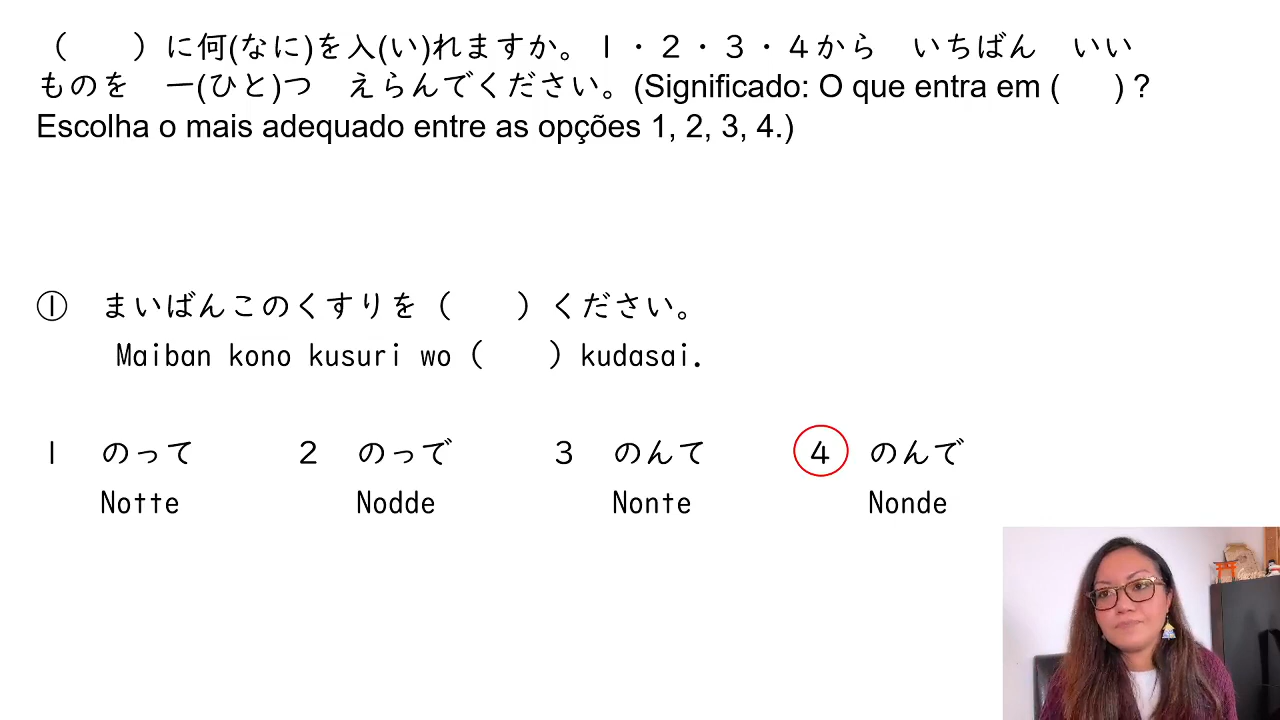 （　　）に何(なに)を入(い)れますか。１・２・３・４から　いちばん　いい
ものを　一(ひと)つ　えらんでください。(Significado: O que entra em (　　) ?
Escolha o mais adequado entre as opções 1, 2, 3, 4.)
①　まいばんこのくすりを（　　）ください。
Maiban kono kusuri wo (　　) kudasai.
１　のって　２　のっで　３　のんて　４　のんで
Notte　Nodde　Nonte　Nonde